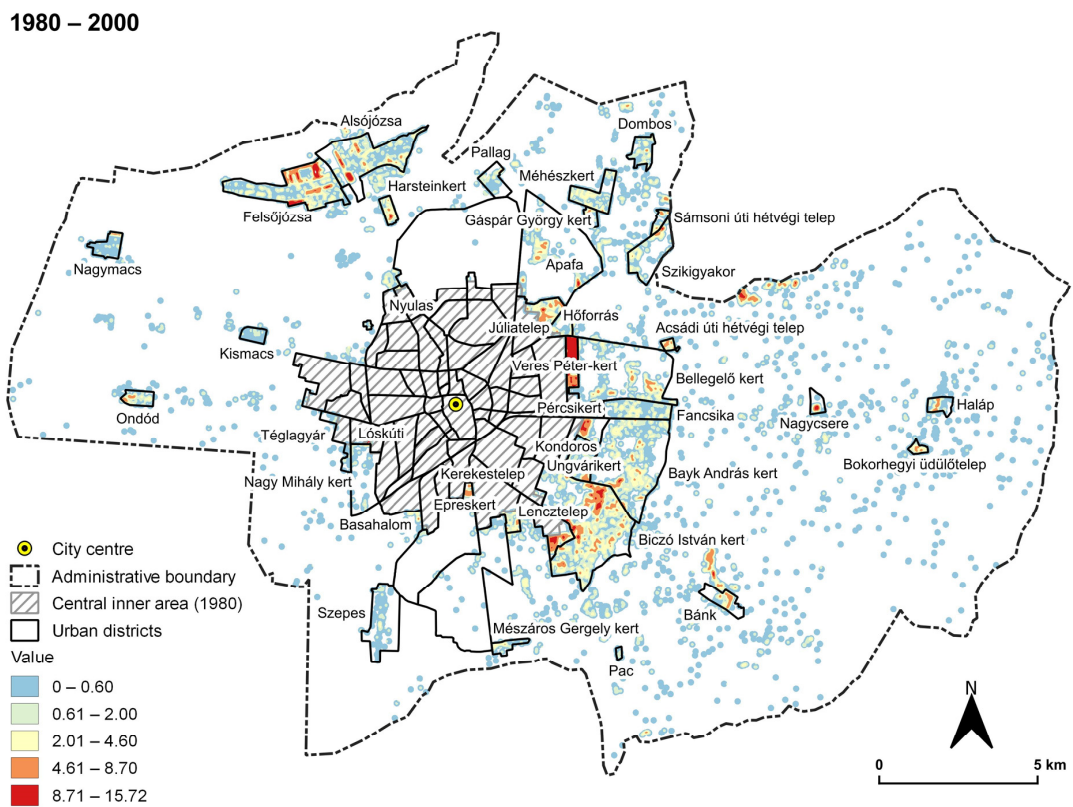 1980 – 2000
Alsójózsa
Dombos
Pallag
Méhészkert
Harsteinkert
Felsőjózsa
Gáspár György kert
Sámsoni úti hétvégi telep
Apafa
Szikigyakor
Nagymacs
Nyulas
Hőforrás
Júliatelep
Acsádi úti hétvégi telep
Kismacs
Veres Péter-kert
Bellegelő kert
Ondód
Pércsikert
Fancsika
Nagycsere
Haláp
Téglagyár
Lóskúti
Kondoros
Ungvárikert
Bokorhegyi üdülőtelep
Nagy Mihály kert
Kerekestelep
Bayk András kert
Epreskert
Lencztelep
Basahalom
Biczó István kert
Szepes
Bánk
Mészáros Gergely kert
Pac
City centre
Administrative boundary
Central inner area (1980)
Urban districts
Value
0 – 0.60
0.61 – 2.00
2.01 – 4.60
4.61 – 8.70
8.71 – 15.72
N
0 5 km